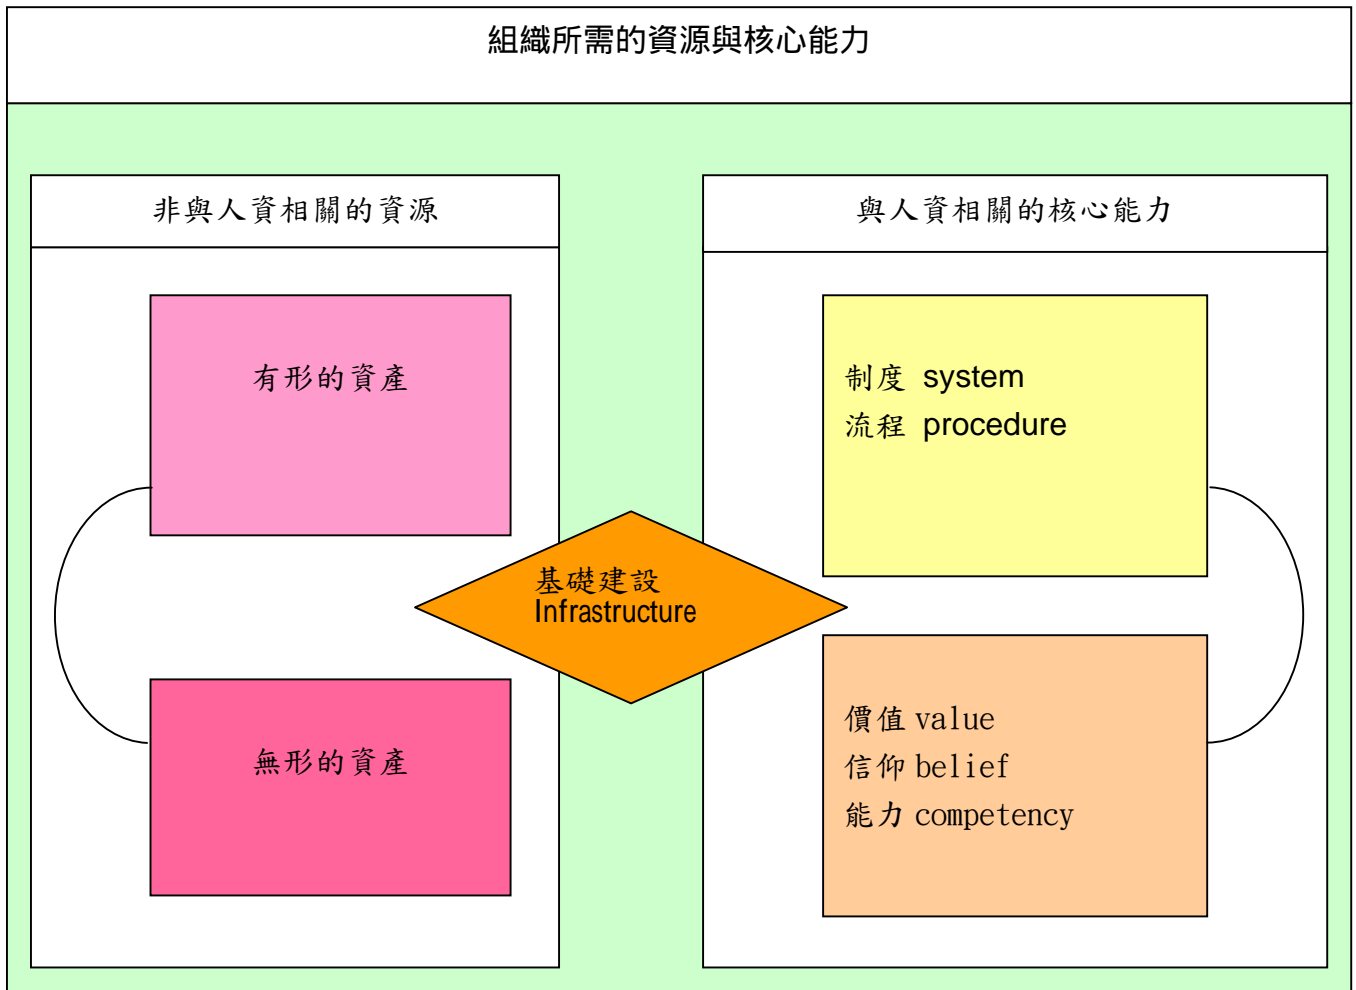 組織所需的資源與核心能力
非與人資相關的資源
有形的資產
無形的資產
基礎建設
Infrastructure
與人資相關的核心能力
制度 system
流程 procedure
價值 value
信仰 belief
能力 competency